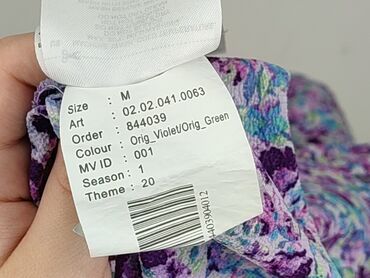 Size : M
Art : 02.02.041.0063
Order : 844039
Colour : Orig_Violet/Orig_Green
MV ID : 001
Season : 1
Theme : 20